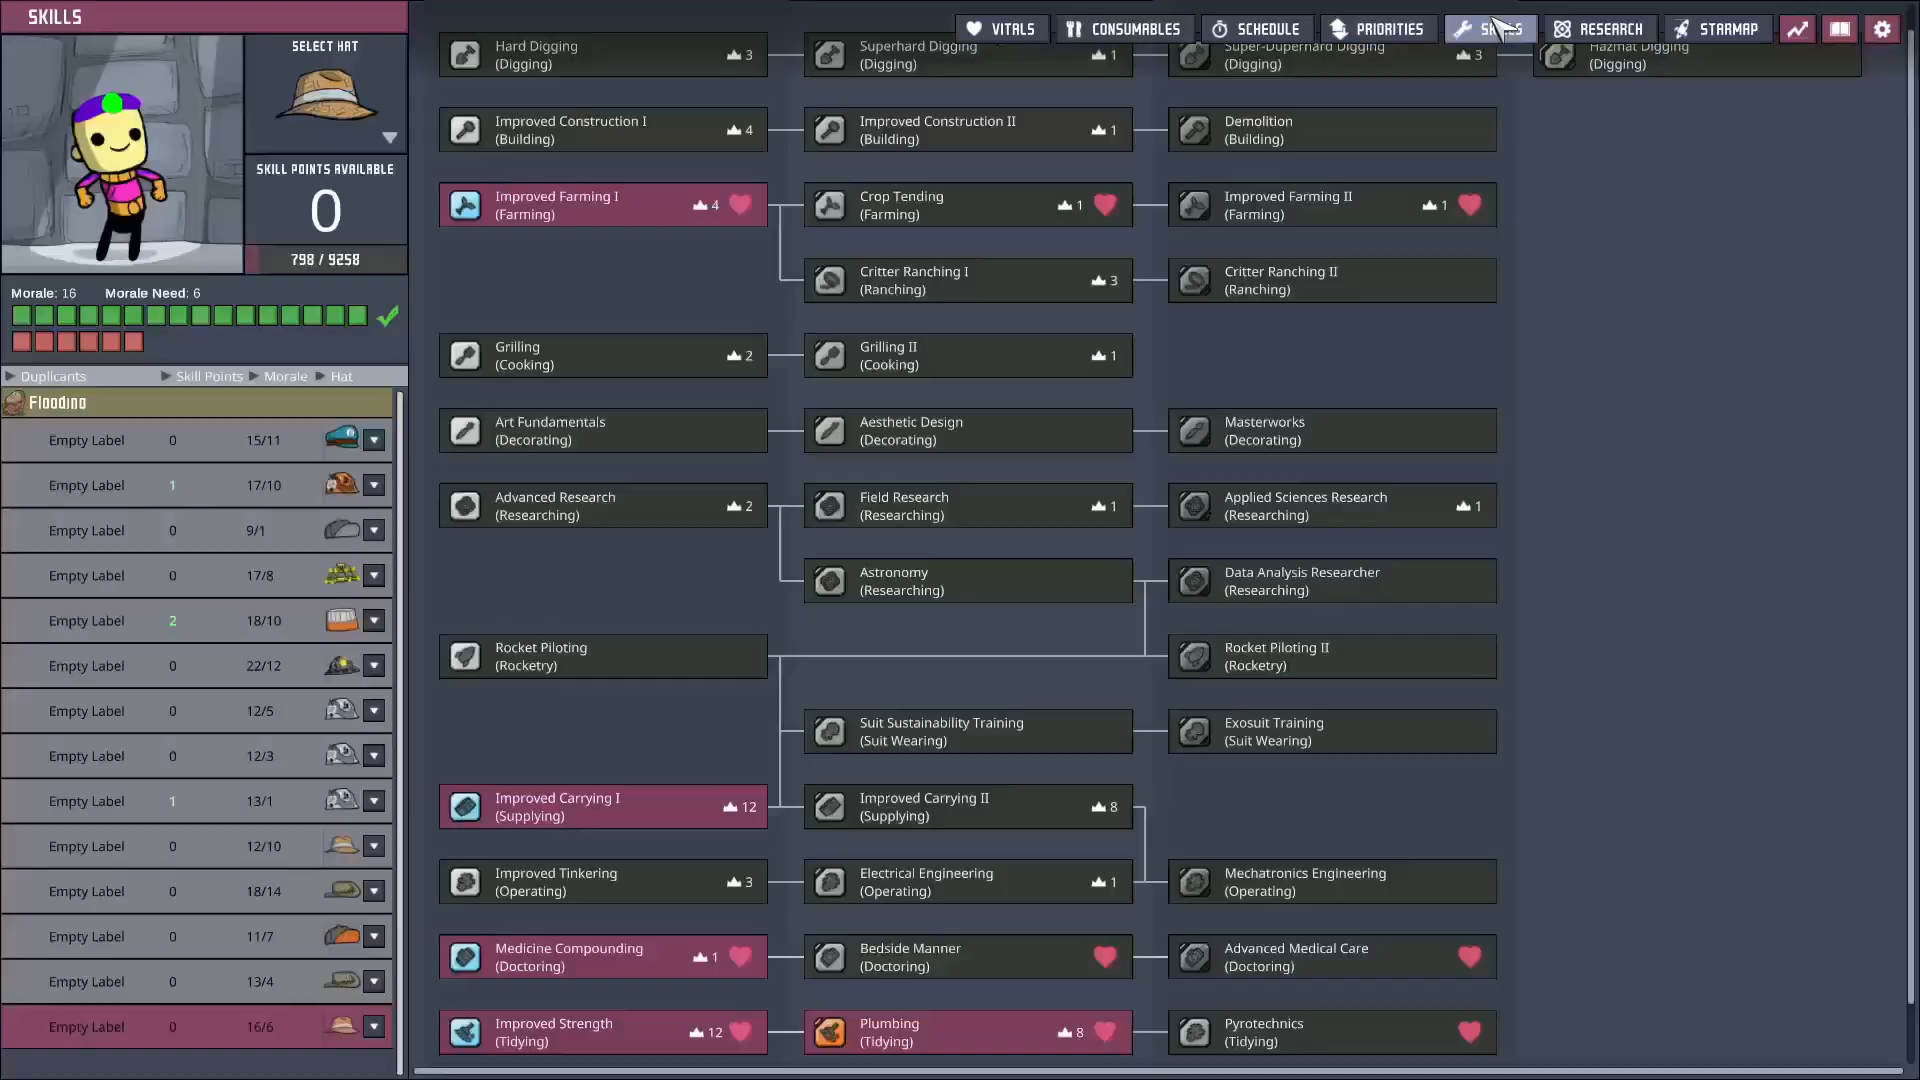 SKILLS
VITALS
CONSUMABLES
SCHEDULE
PRIORITIES
SKILLS
RESEARCH
STARMAP
SELECT HAT
SKILL POINTS AVAILABLE
0
798 / 9258
Morale: 16 Morale Need: 6
Duplicants Skill Points Morale Hat
Flooding
Empty Label 0 15/11
Empty Label 1 17/10
Empty Label 0 9/1
Empty Label 0 17/8
Empty Label 2 18/10
Empty Label 0 22/12
Empty Label 0 12/5
Empty Label 0 12/3
Empty Label 1 13/1
Empty Label 0 12/10
Empty Label 0 18/14
Empty Label 0 11/7
Empty Label 0 13/4
Empty Label 0 16/6
Hard Digging
(Digging)
3
Superhard Digging
(Digging)
1
Super-Duperhard Digging
(Digging)
3
Hazmat Digging
(Digging)
Improved Construction I
(Building)
4
Improved Construction II
(Building)
1
Demolition
(Building)
Improved Farming I
(Farming)
4
Crop Tending
(Farming)
1
Improved Farming II
(Farming)
1
Critter Ranching I
(Ranching)
3
Critter Ranching II
(Ranching)
Grilling
(Cooking)
2
Grilling II
(Cooking)
1
Art Fundamentals
(Decorating)
Aesthetic Design
(Decorating)
Masterworks
(Decorating)
Advanced Research
(Researching)
2
Field Research
(Researching)
1
Applied Sciences Research
(Researching)
1
Astronomy
(Researching)
Data Analysis Researcher
(Researching)
Rocket Piloting
(Rocketry)
Rocket Piloting II
(Rocketry)
Suit Sustainability Training
(Suit Wearing)
Exosuit Training
(Suit Wearing)
Improved Carrying I
(Supplying)
12
Improved Carrying II
(Supplying)
8
Improved Tinkering
(Operating)
3
Electrical Engineering
(Operating)
1
Mechatronics Engineering
(Operating)
Medicine Compounding
(Doctoring)
1
Bedside Manner
(Doctoring)
Advanced Medical Care
(Doctoring)
Improved Strength
(Tidying)
12
Plumbing
(Tidying)
8
Pyrotechnics
(Tidying)